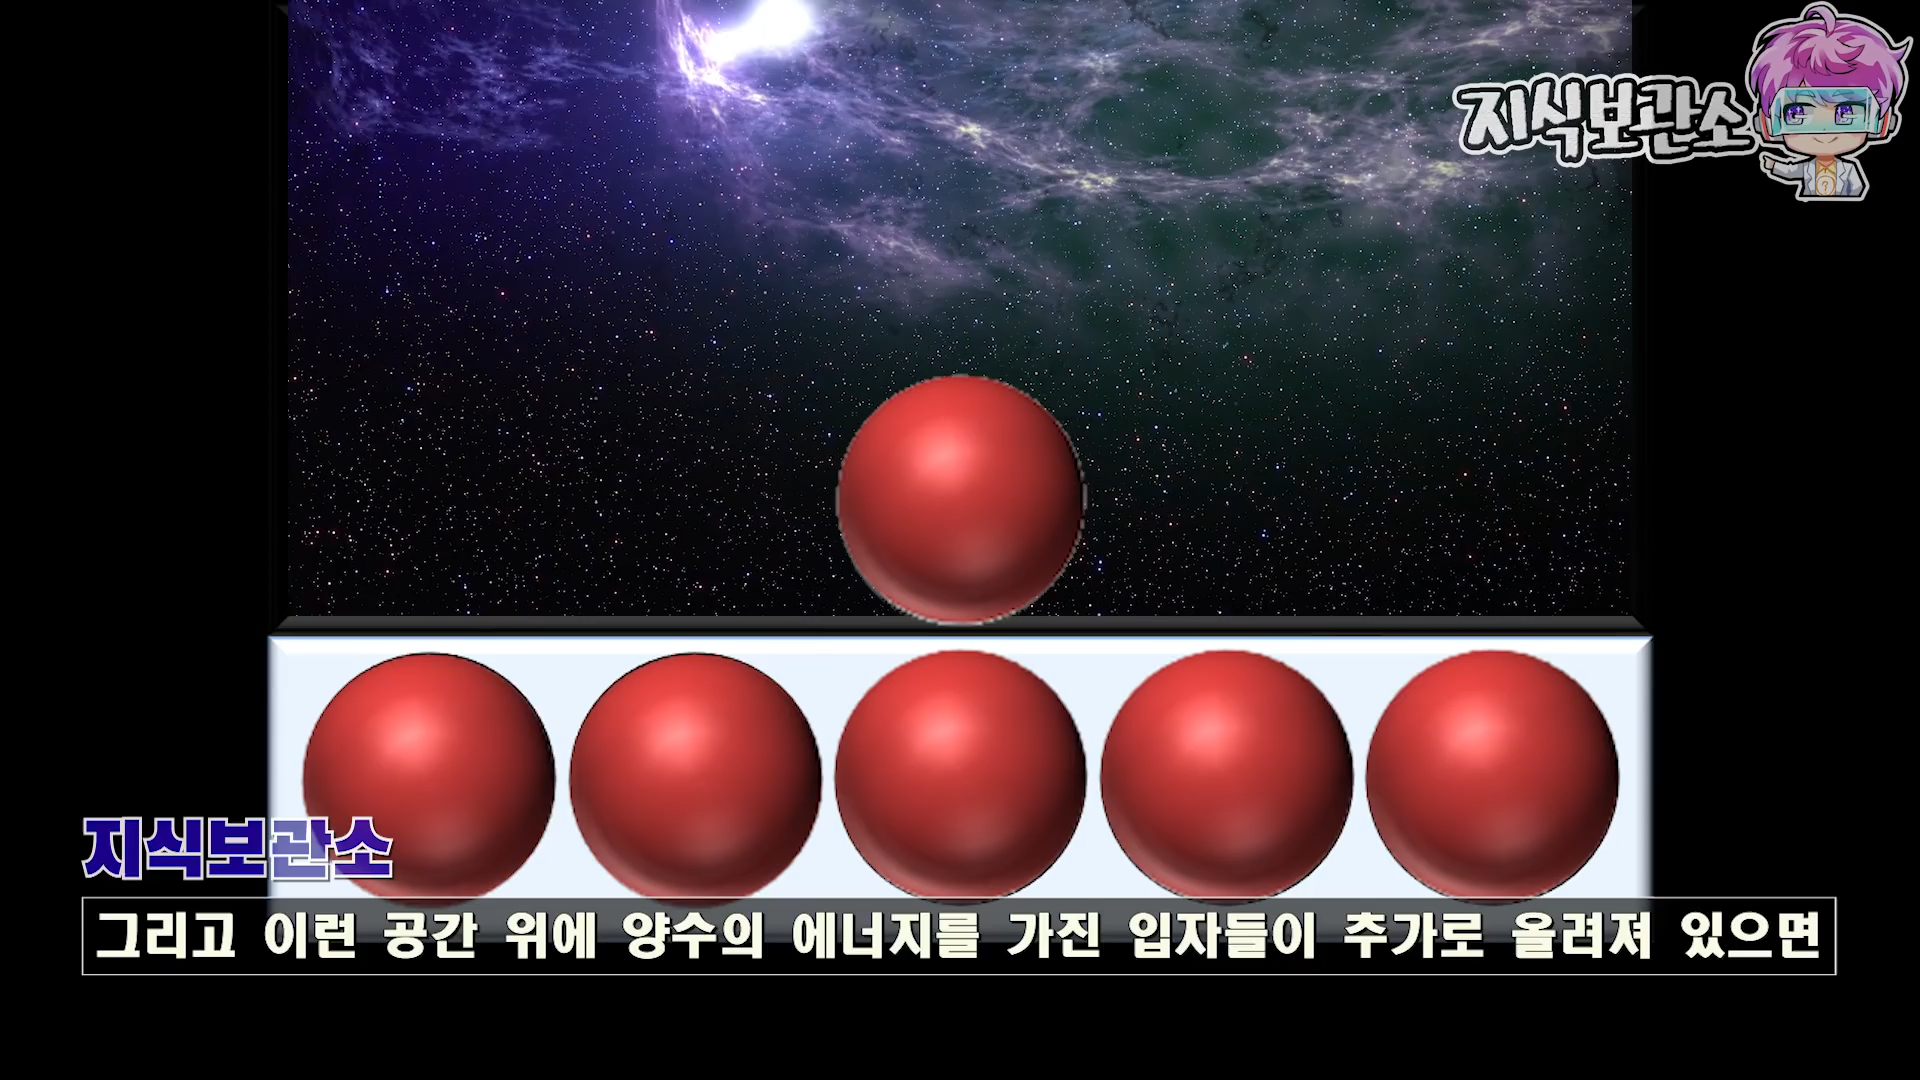 지식보관소
지식보관소
그리고 이런 공간 위에 양수의 에너지를 가진 입자들이 추가로 올려져 있으면